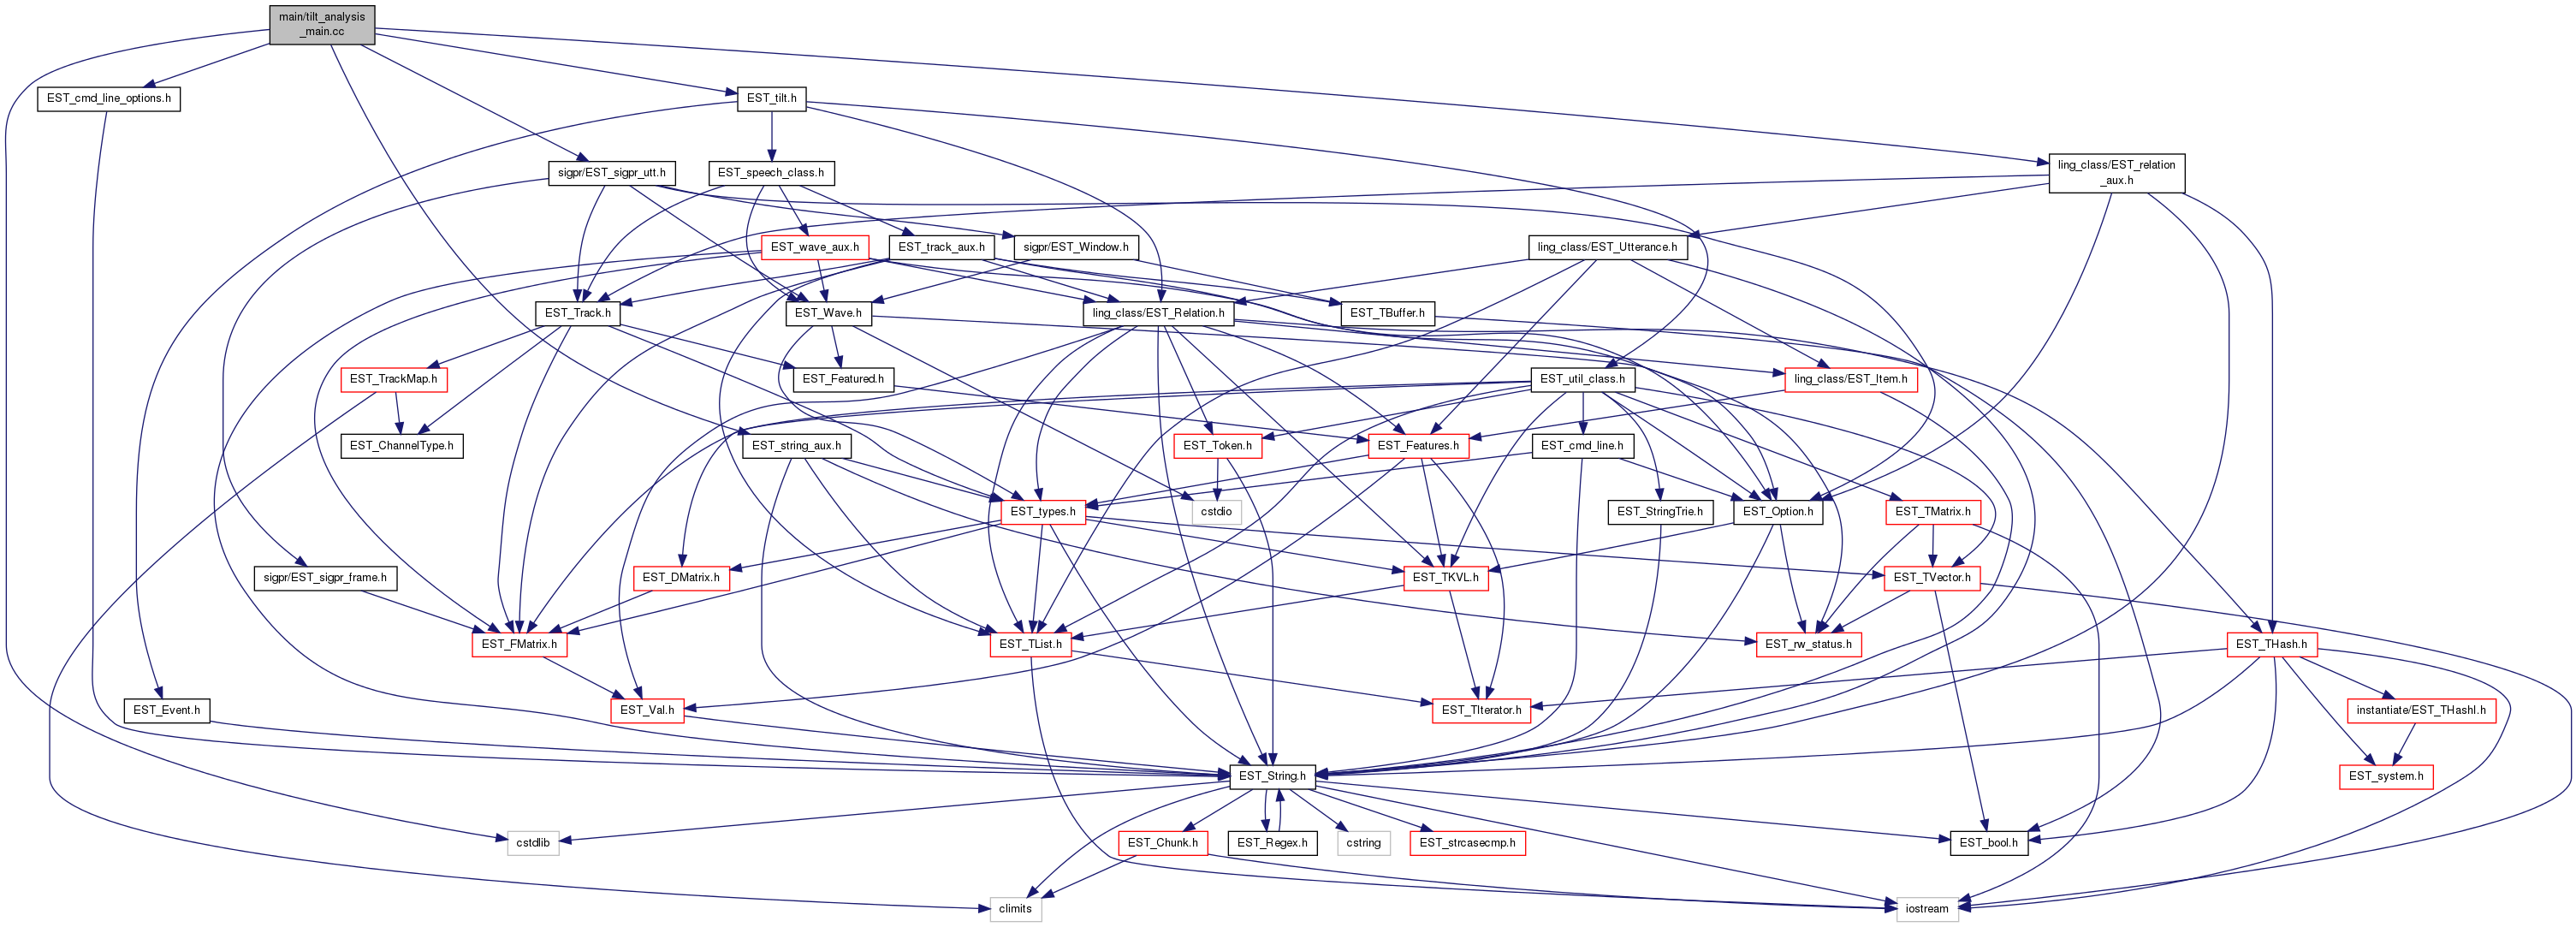 main/tilt_analysis
_main.cc
EST_cmd_line_options.h
EST_tilt.h
sigpr/EST_sigpr_utt.h
EST_speech_class.h
ling_class/EST_relation
_aux.h
EST_wave_aux.h
EST_track_aux.h
sigpr/EST_Window.h
ling_class/EST_Utterance.h
EST_Track.h
EST_Wave.h
ling_class/EST_Relation.h
EST_TBuffer.h
EST_TrackMap.h
EST_Featured.h
EST_util_class.h
ling_class/EST_Item.h
EST_ChannelType.h
EST_string_aux.h
EST_Token.h
EST_Features.h
EST_cmd_line.h
EST_types.h
cstdio
EST_StringTrie.h
EST_Option.h
EST_TMatrix.h
sigpr/EST_sigpr_frame.h
EST_DMatrix.h
EST_TKVL.h
EST_TVector.h
EST_FMatrix.h
EST_TList.h
EST_rw_status.h
EST_THash.h
EST_Event.h
EST_Val.h
EST_TIterator.h
instantiate/EST_THashI.h
EST_String.h
EST_system.h
cstdlib
EST_Chunk.h
EST_Regex.h
cstring
EST_strcasecmp.h
EST_bool.h
climits
iostream